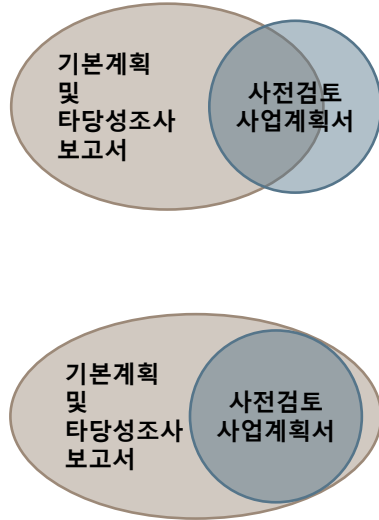 기본계획
및
타당성조사
보고서
사전검토
사업계획서
기본계획
및
타당성조사
보고서
사전검토
사업계획서